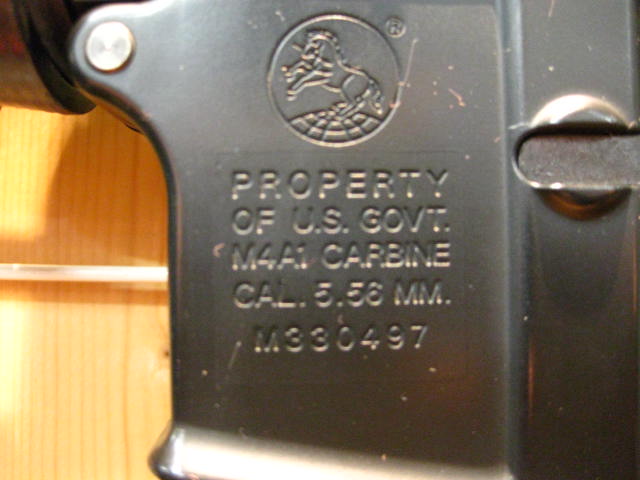 ®
PROPERTY
OF U.S. GOVT.
M4A1 CARBINE
CAL. 5.56 MM.
M330497